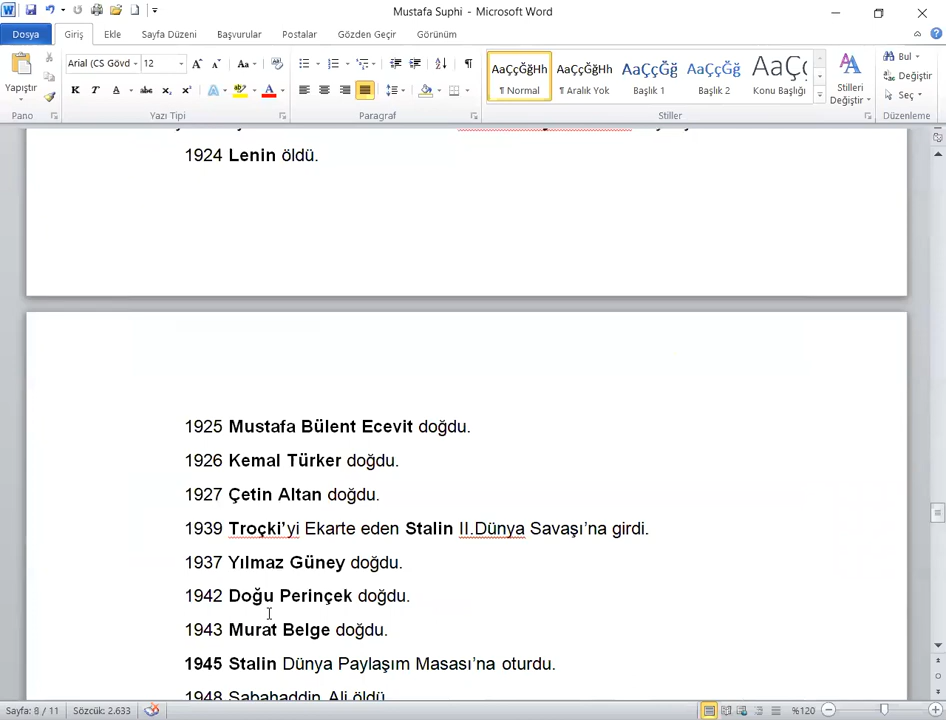 Mustafa Suphi - Microsoft Word
Dosya Giriş Ekle Sayfa Düzeni Başvurular Postalar Gözden Geçir Görünüm
Arial (CS Gövd 12
Yapıştır
Pano Yazı Tipi Paragraf Stiller Düzenleme
AaÇçĞğHh AaÇçĞğHh AaÇçĞğ AaÇçĞğ AaÇç
¶ Normal ¶ Aralık Yok Başlık 1 Başlık 2 Konu Başlığı
Stilleri Değiştir
Bul
Değiştir
Seç
1924 Lenin öldü.
1925 Mustafa Bülent Ecevit doğdu.
1926 Kemal Türker doğdu.
1927 Çetin Altan doğdu.
1939 Troçki’yi Ekarte eden Stalin II.Dünya Savaşı’na girdi.
1937 Yılmaz Güney doğdu.
1942 Doğu Perinçek doğdu.
1943 Murat Belge doğdu.
1945 Stalin Dünya Paylaşım Masası’na oturdu.
1948 Sabahaddin Ali öldü.
Sayfa: 8 / 11 Sözcük: 2.633 %120